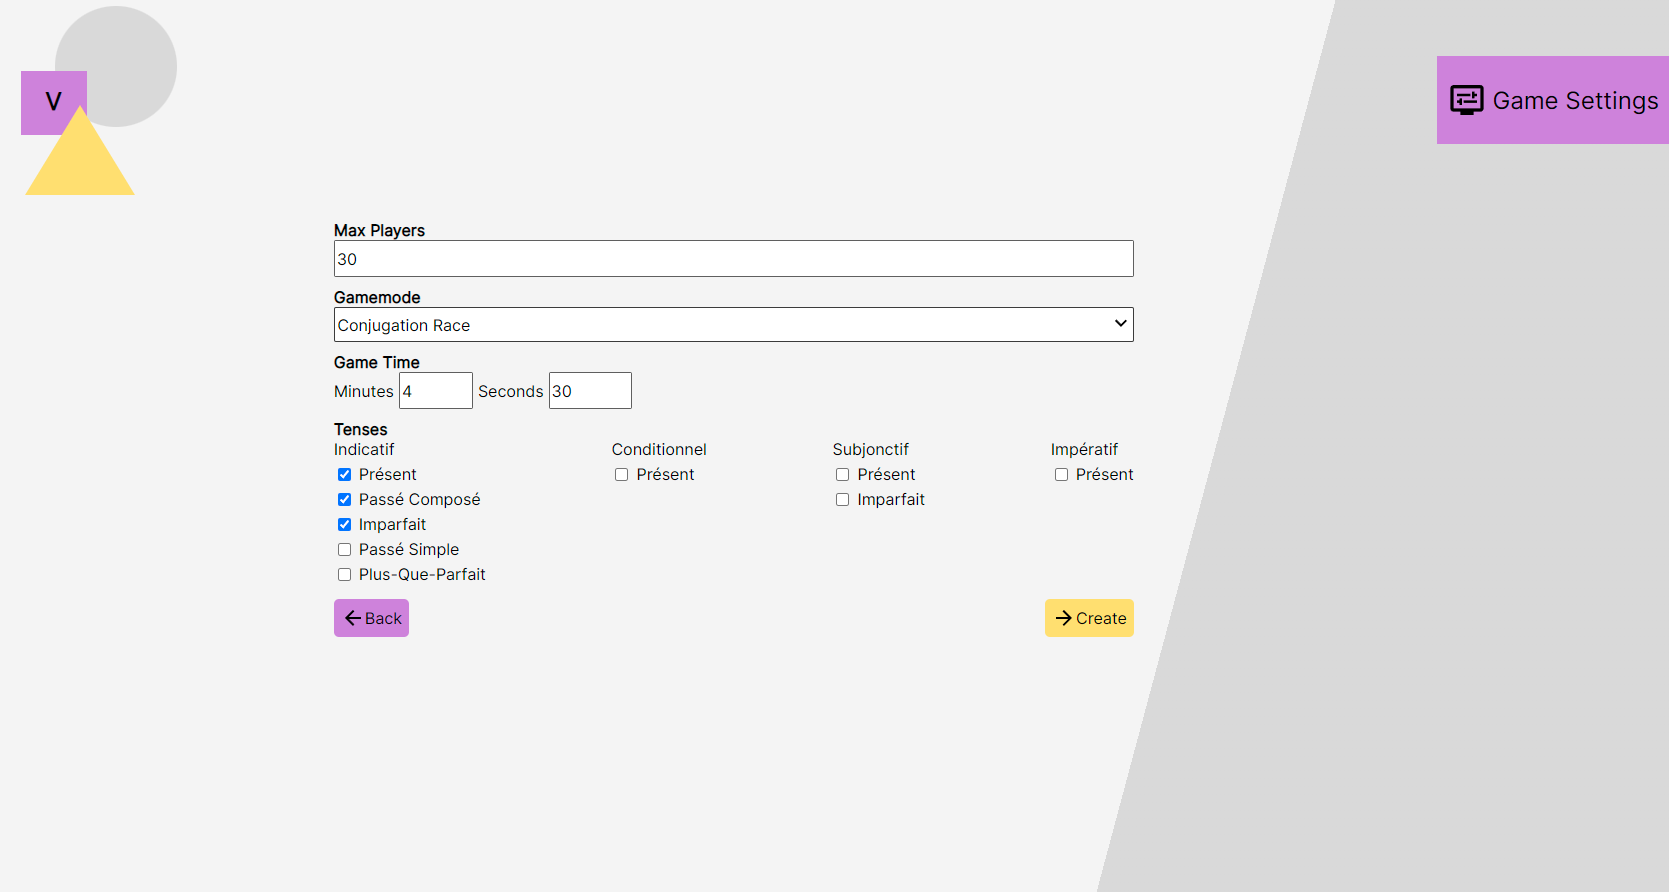 V
Game Settings
Max Players
30
Gamemode
Conjugation Race
Game Time
Minutes 4 Seconds 30
Tenses
Indicatif Conditionnel Subjonctif Impératif
Présent Présent Présent Présent
Passé Composé Imparfait
Imparfait
Passé Simple
Plus-Que-Parfait
Back Create